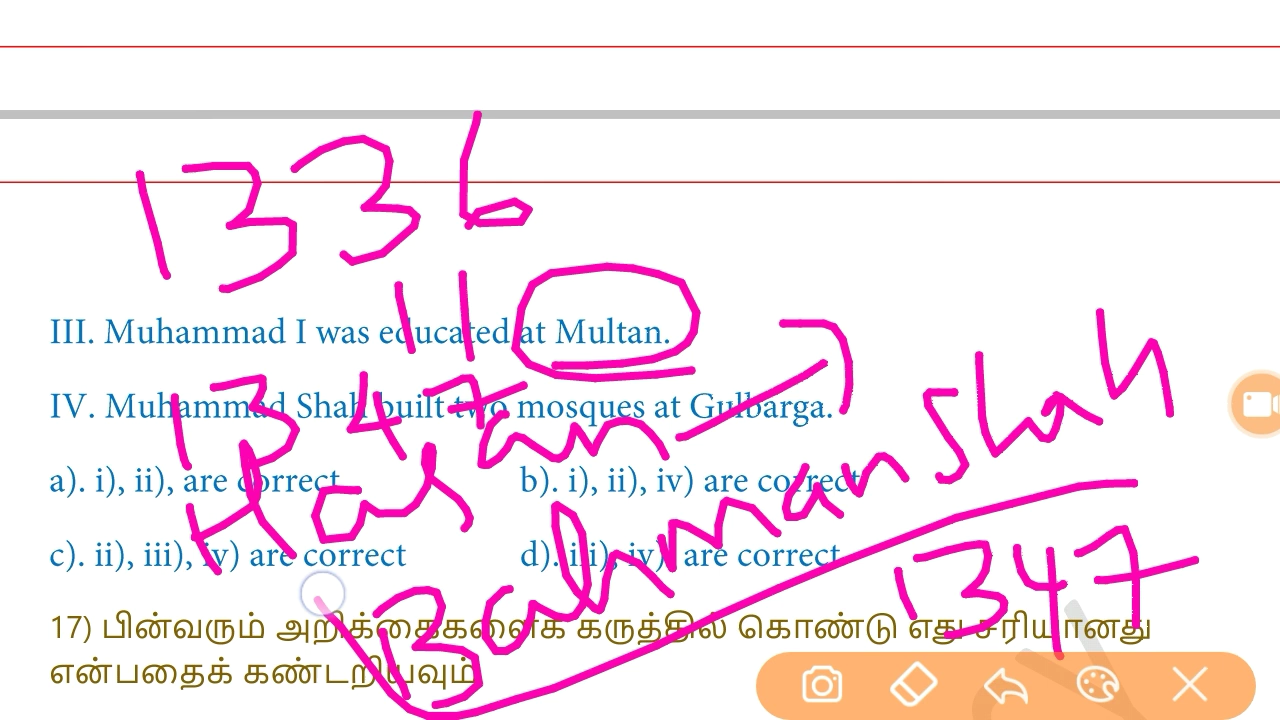 1336
11
III. Muhammad I was educated at Multan.
1347
IV. Muhammad Shah built two mosques at Gulbarga.
Hasan
Bahman shah
a). i), ii), are correct
b). i), ii), iv) are correct
c). ii), iii), iv) are correct
d). iii), iv) are correct
1347
17) பின்வரும் அறிக்கைகளைக் கருத்தில் கொண்டு எது சரியானது
என்பதைக் கண்டறியவும்